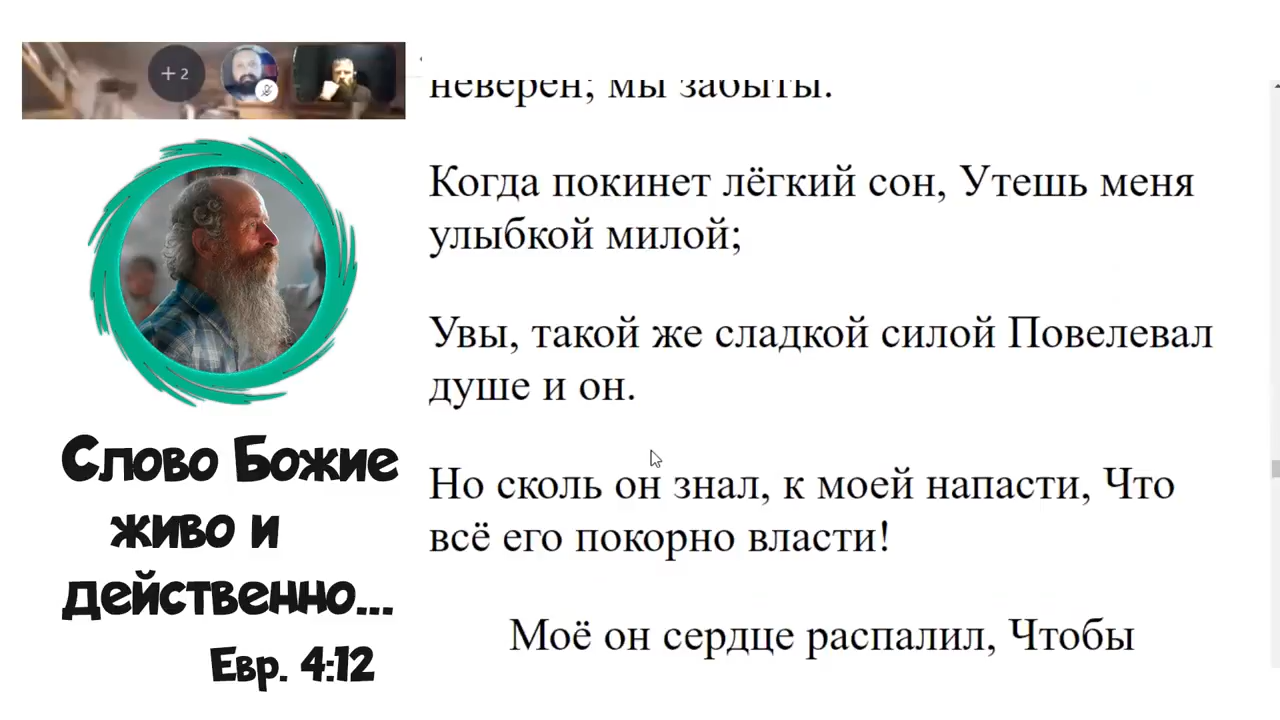 +2
неверен; мы забыты.
Когда покинет лёгкий сон, Утешь меня
улыбкой милой;
Увы, такой же сладкой силой Повелевал
душе и он.
Но сколь он знал, к моей напасти, Что
всё его покорно власти!
Моё он сердце распалил, Чтобы
Слово Божие
живо и
действенно...
Евр. 4:12